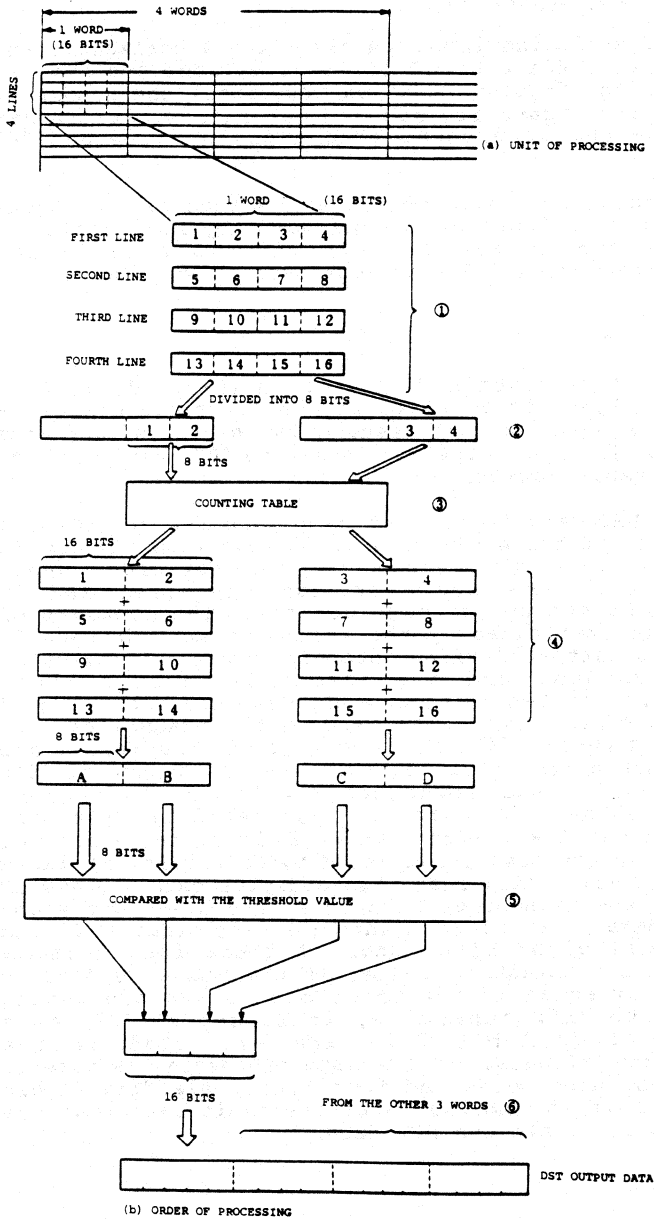 4 WORDS
1 WORD
(16 BITS)
4 LINES
(a) UNIT OF PROCESSING
1 WORD (16 BITS)
FIRST LINE 1 2 3 4
SECOND LINE 5 6 7 8
①
THIRD LINE 9 10 11 12
FOURTH LINE 13 14 15 16
DIVIDED INTO 8 BITS
1 2 3 4 ②
8 BITS
COUNTING TABLE ③
16 BITS
1 2 3 4
+ +
5 6 7 8
+ + ④
9 10 11 12
+ +
13 14 15 16
8 BITS
A B C D
8 BITS
COMPARED WITH THE THRESHOLD VALUE ⑤
16 BITS
FROM THE OTHER 3 WORDS ⑥
DST OUTPUT DATA
(b) ORDER OF PROCESSING